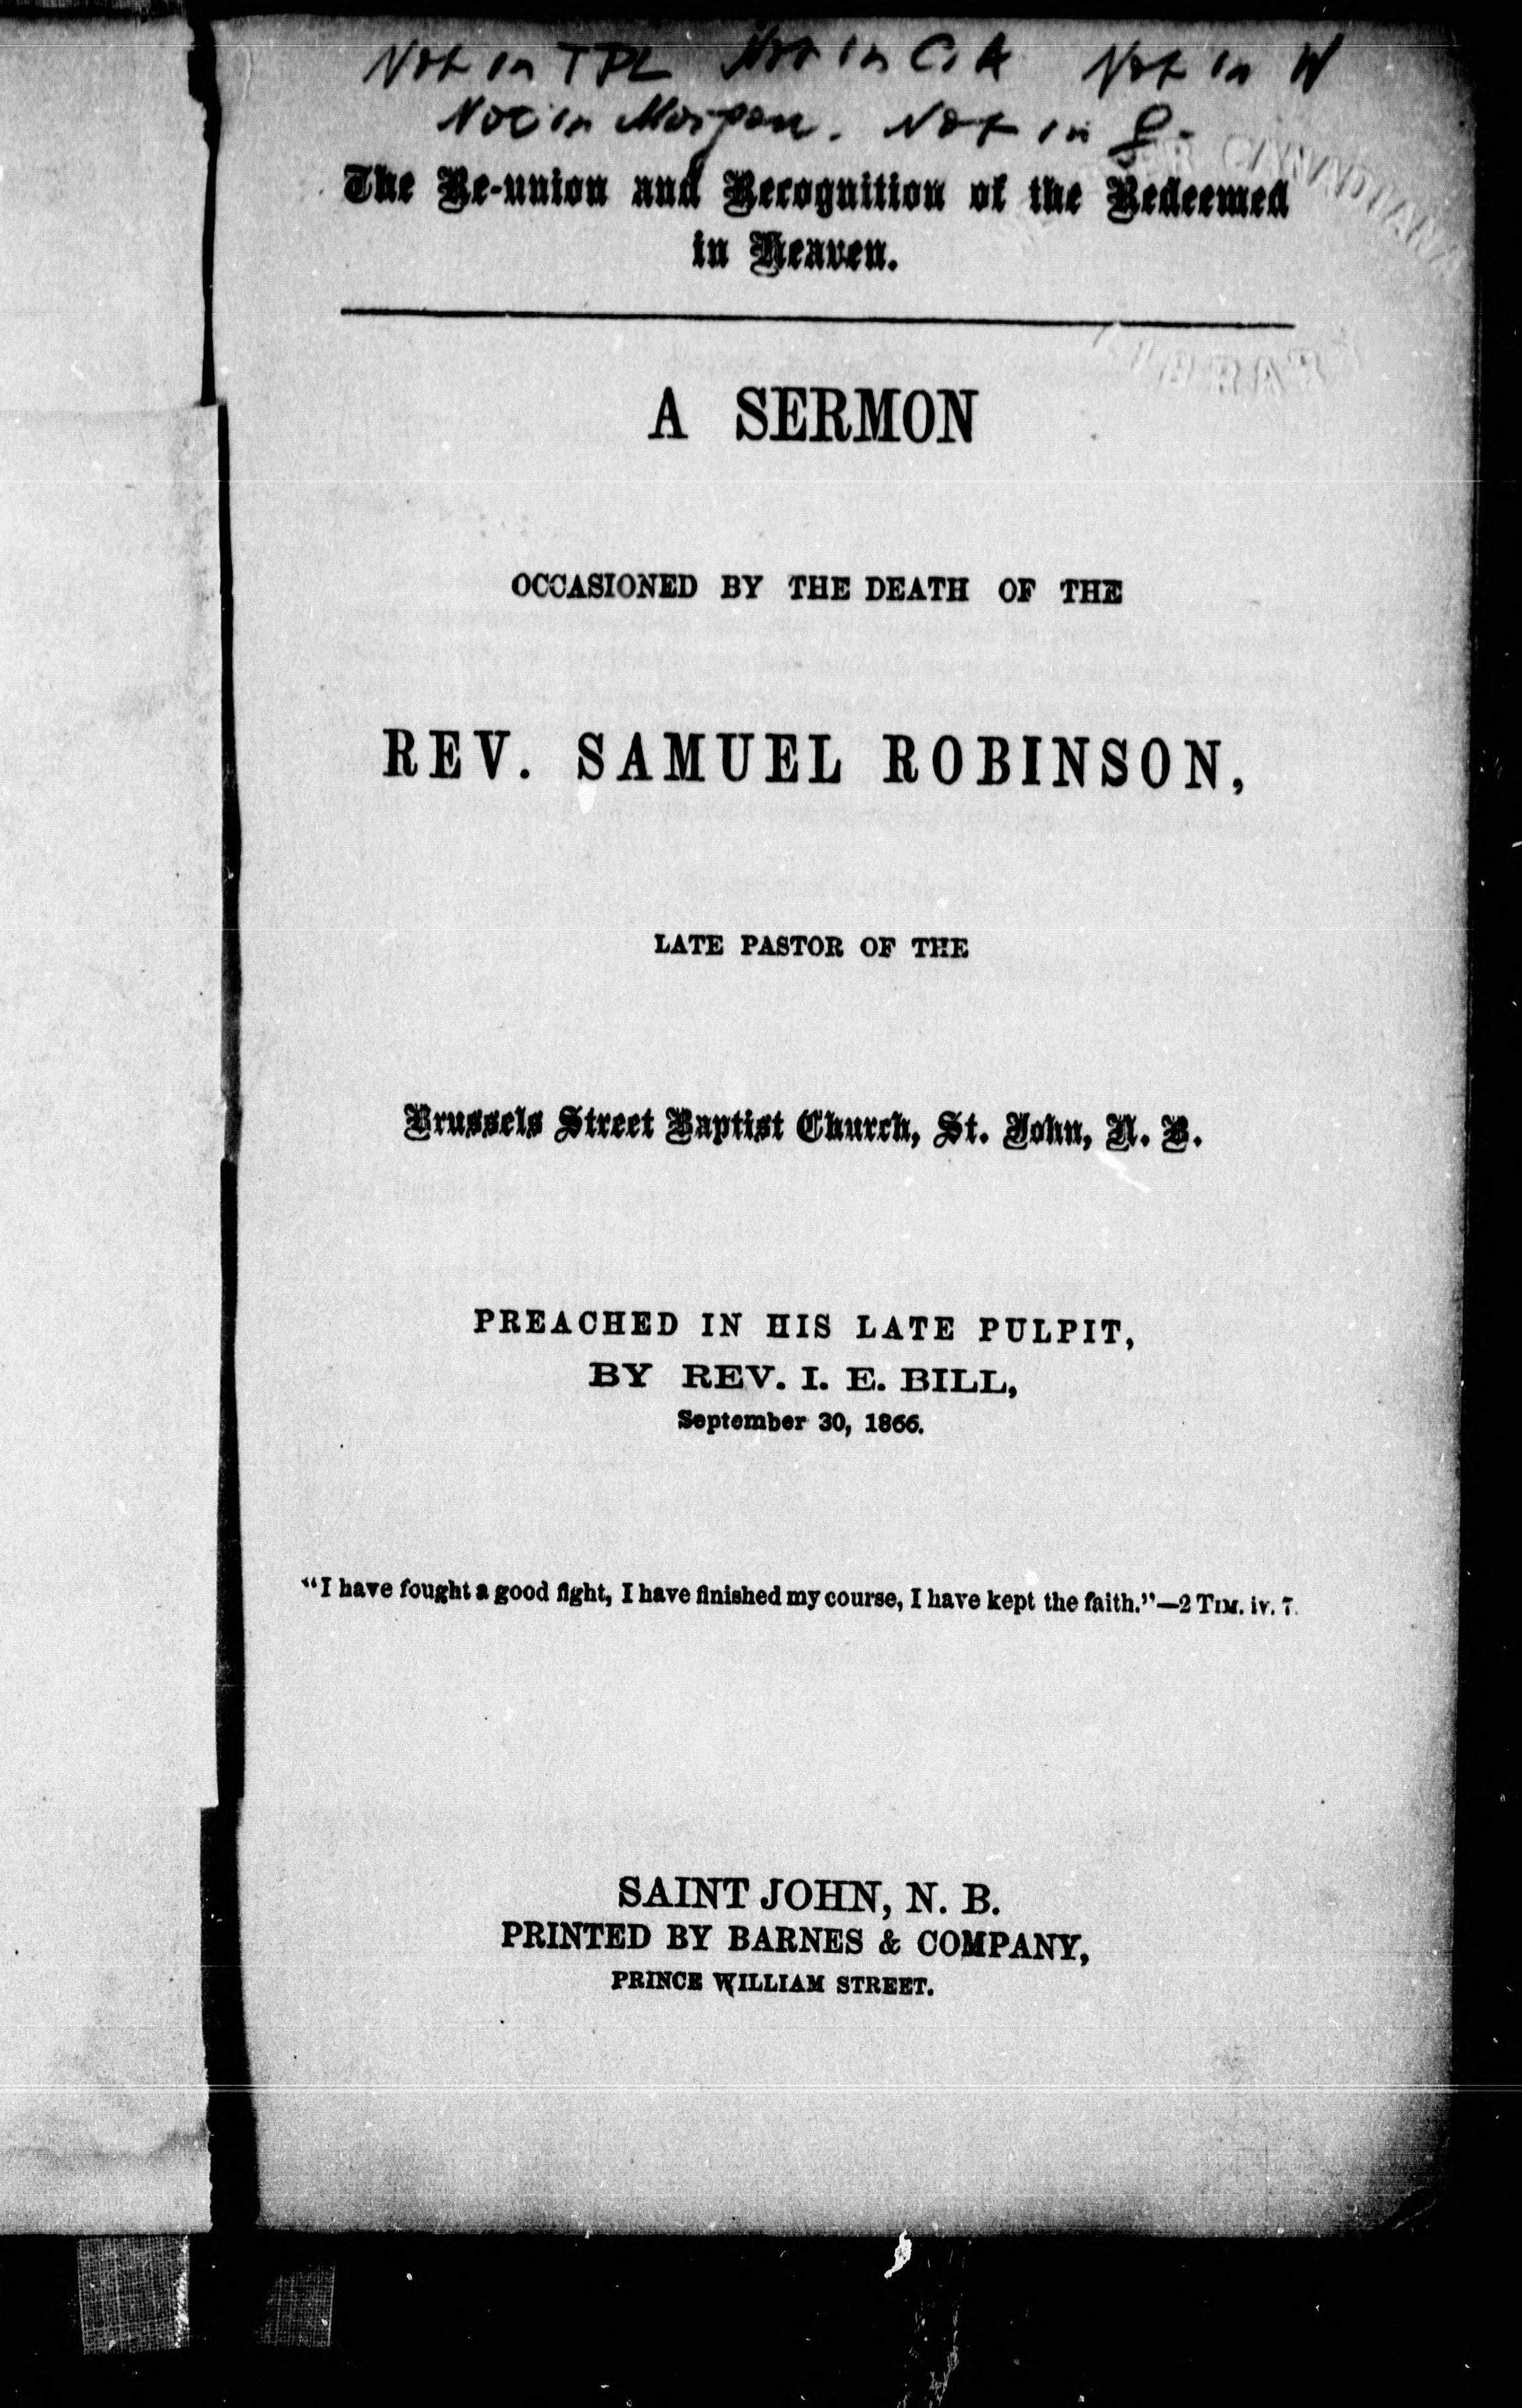 Not in TPL Not in C.A Not in W
Not in Morgan. Not in
The Re-union and Recognition of the Redeemed
in Heaven.
CANADIANA
LIBRARY
A SERMON
OCCASIONED BY THE DEATH OF THE
REV. SAMUEL ROBINSON,
LATE PASTOR OF THE
Brussels Street Baptist Church, St. John, N. B.
PREACHED IN HIS LATE PULPIT,
BY REV. I. E. BILL,
September 30, 1866.
"I have fought a good fight, I have finished my course, I have kept the faith."—2 TIM. iv. 7.
SAINT JOHN, N. B.
PRINTED BY BARNES & COMPANY,
PRINCE WILLIAM STREET.